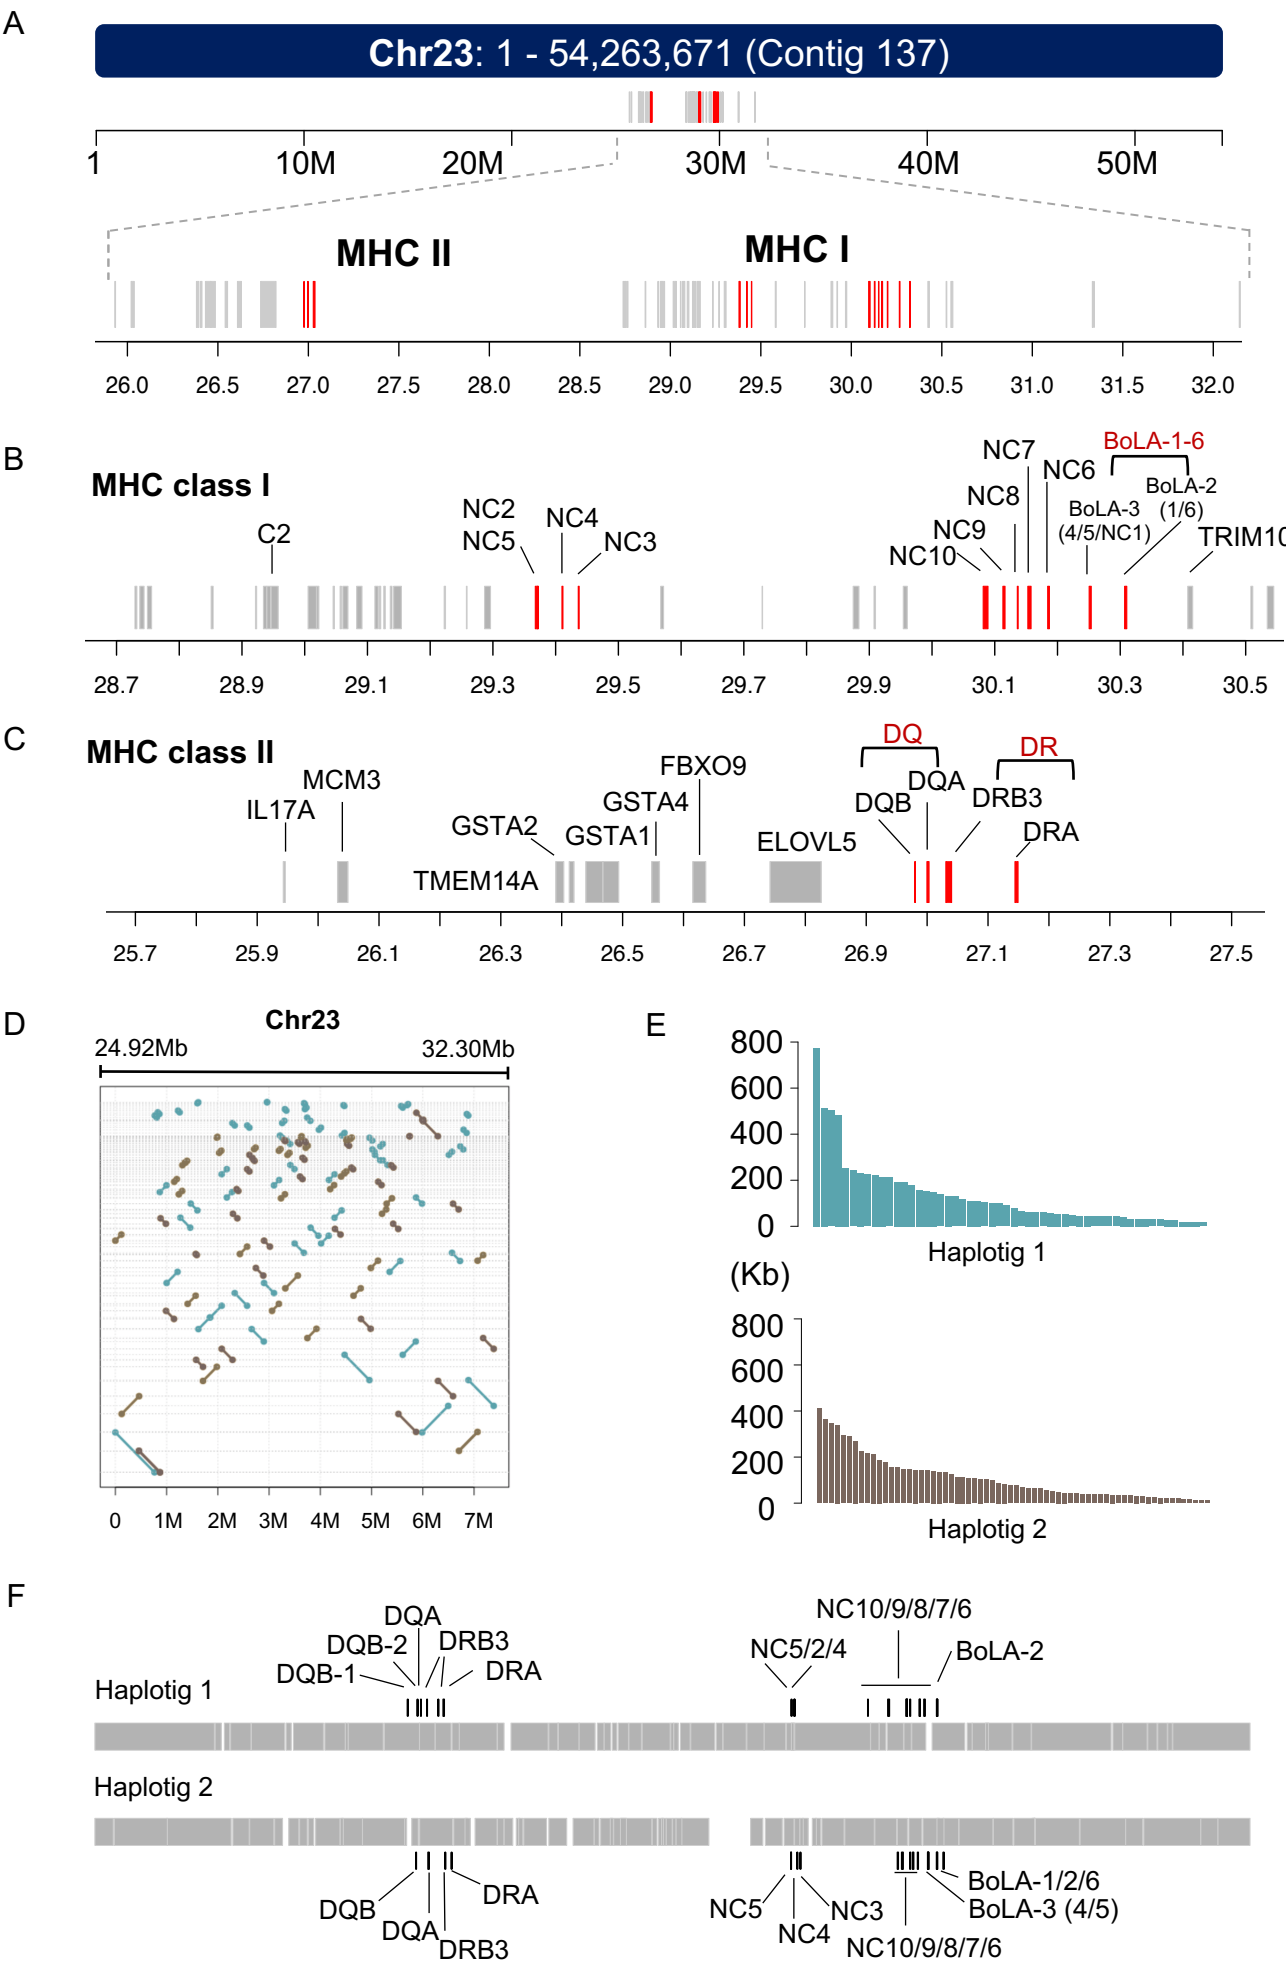 A
Chr23: 1 - 54,263,671 (Contig 137)
1 10M 20M 30M 40M 50M
MHC II MHC I
26.0 26.5 27.0 27.5 28.0 28.5 29.0 29.5 30.0 30.5 31.0 31.5 32.0
B
MHC class I
BoLA-1-6
NC7
NC6
BoLA-2
(1/6)
NC8
BoLA-3
(4/5/NC1)
NC2
NC5
NC4
NC3
C2
NC9
NC10
TRIM10
28.7 28.9 29.1 29.3 29.5 29.7 29.9 30.1 30.3 30.5
C
MHC class II
DQ
DR
FBXO9
MCM3
DQA
IL17A
GSTA4
DQB
DRB3
GSTA2
GSTA1
ELOVL5
DRA
TMEM14A
25.7 25.9 26.1 26.3 26.5 26.7 26.9 27.1 27.3 27.5
D
Chr23
24.92Mb 32.30Mb
0 1M 2M 3M 4M 5M 6M 7M
E
800
600
400
200
0
Haplotig 1
(Kb)
800
600
400
200
0
Haplotig 2
F
NC10/9/8/7/6
DQA
DQB-2
DRB3
NC5/2/4
BoLA-2
DQB-1
DRA
Haplotig 1
Haplotig 2
DQB
DQA
DRB3
DRA
NC5
NC4
NC3
NC10/9/8/7/6
BoLA-1/2/6
BoLA-3 (4/5)